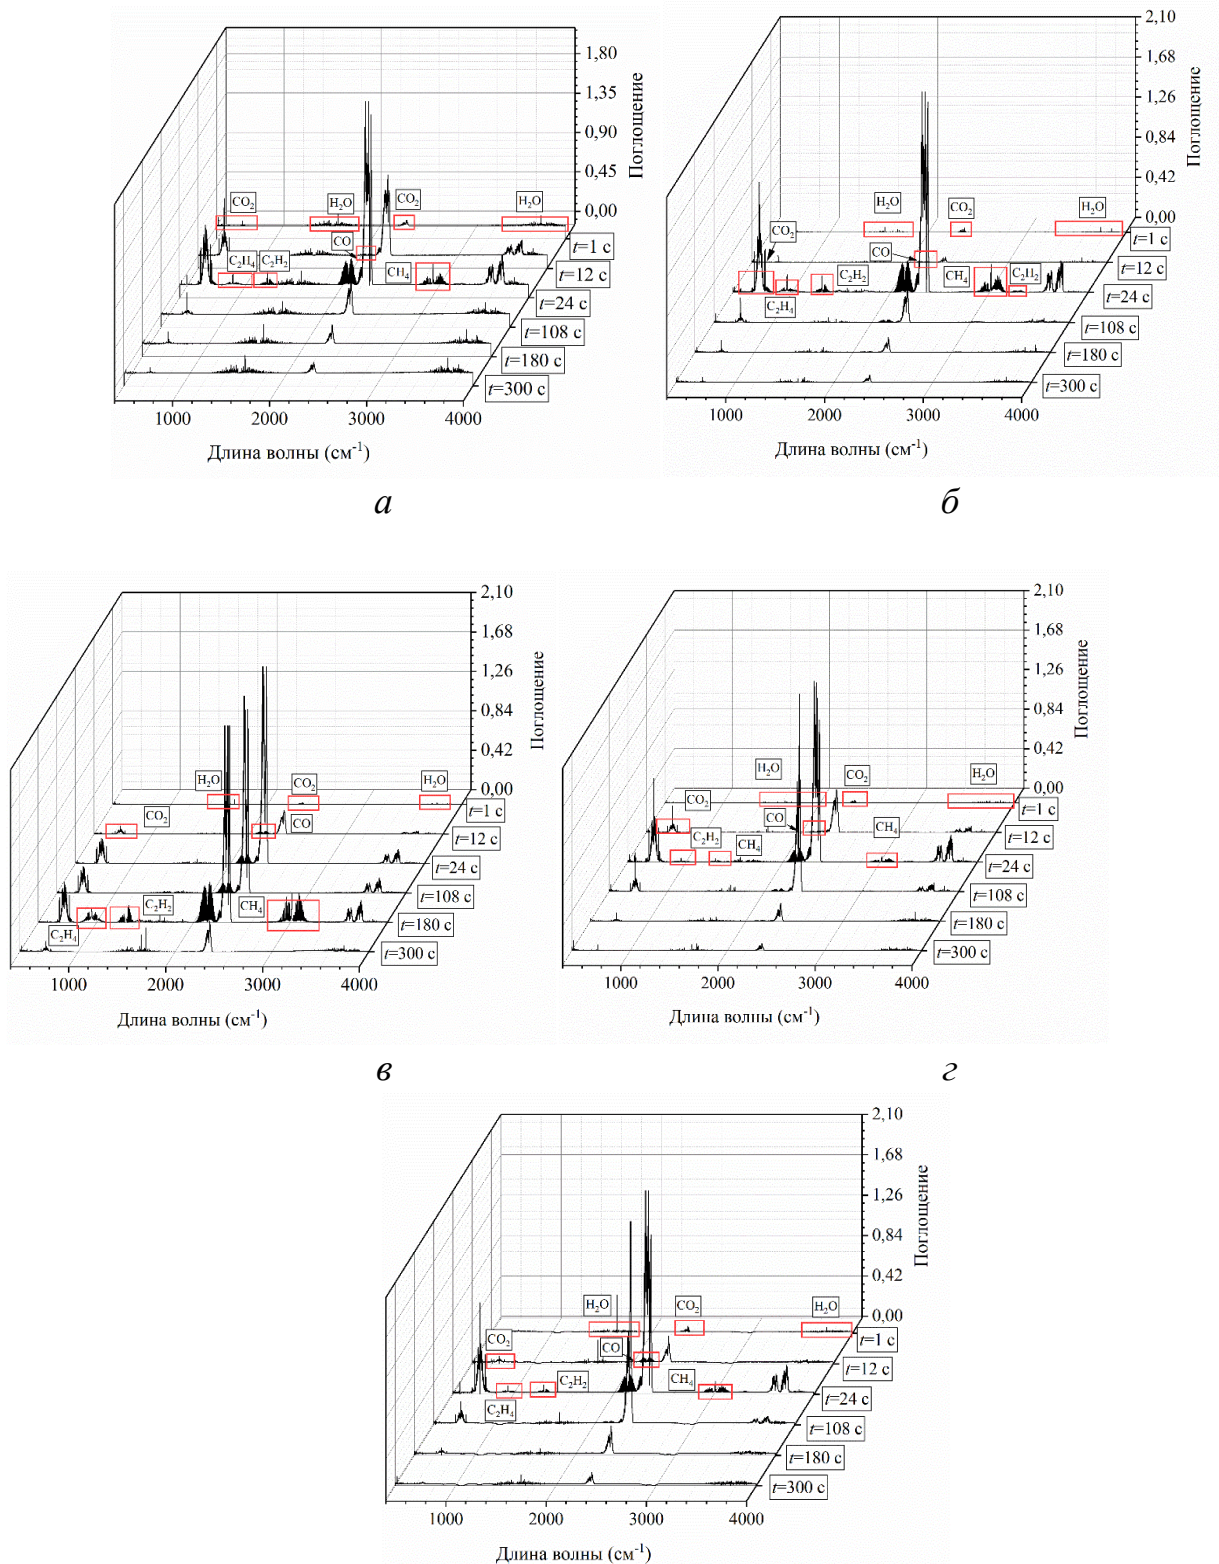 1,80
1,35
0,90
0,45
0,00
Поглощение
CO2
H2O
CO2
H2O
CO
C2H4
C2H2
CH4
t=1 с
t=12 с
t=24 с
t=108 с
t=180 с
t=300 с
1000 2000 3000 4000
Длина волны (см-1)
а
2,10
1,68
1,26
0,84
0,42
0,00
Поглощение
H2O
CO2
H2O
CO2
CO
C2H2
CH4
C2H2
C2H4
t=1 с
t=12 с
t=24 с
t=108 с
t=180 с
t=300 с
1000 2000 3000 4000
Длина волны (см-1)
б
2,10
1,68
1,26
0,84
0,42
0,00
Поглощение
H2O
CO2
H2O
CO2
CO
C2H2
CH4
C2H4
t=1 с
t=12 с
t=24 с
t=108 с
t=180 с
t=300 с
1000 2000 3000 4000
Длина волны (см-1)
в
2,10
1,68
1,26
0,84
0,42
0,00
Поглощение
H2O
CO2
H2O
CO2
CO
C2H2
CH4
CH4
t=1 с
t=12 с
t=24 с
t=108 с
t=180 с
t=300 с
1000 2000 3000 4000
Длина волны (см-1)
г
2,10
1,68
1,26
0,84
0,42
0,00
Поглощение
H2O
CO2
H2O
CO2
CO
C2H2
CH4
C2H4
t=1 с
t=12 с
t=24 с
t=108 с
t=180 с
t=300 с
1000 2000 3000 4000
Длина волны (см-1)